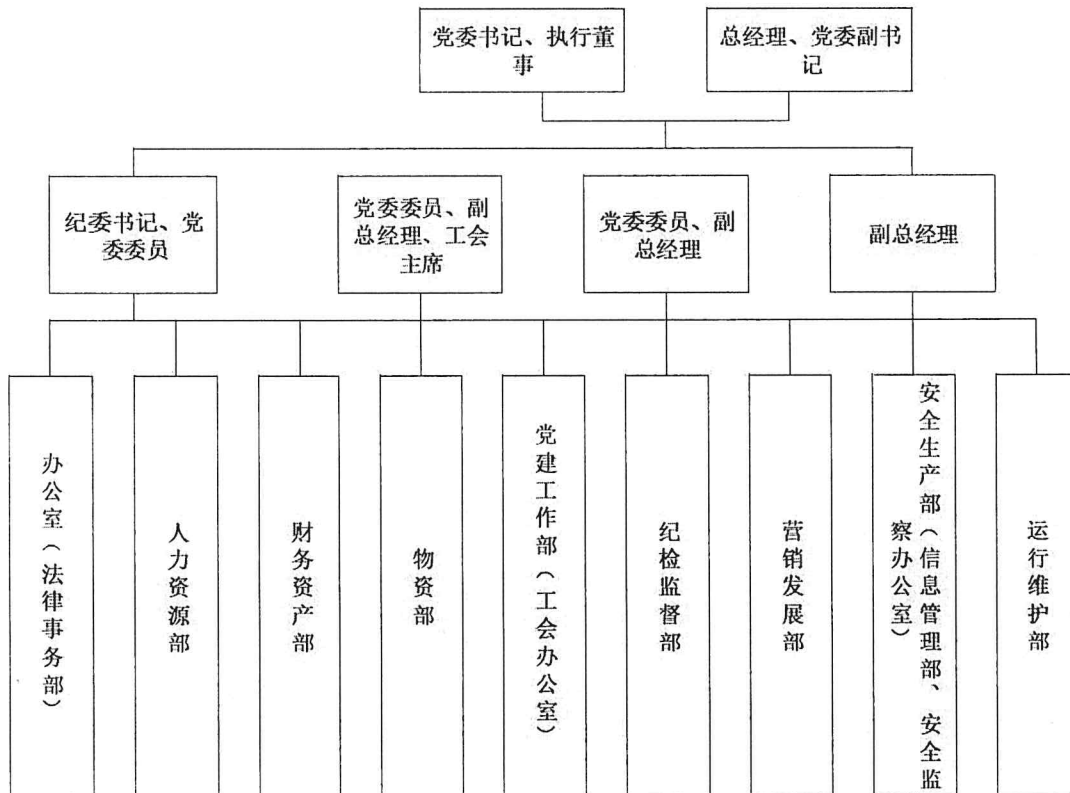 党委书记、执行董
事
总经理、党委副书
记
纪委书记、党
委委员
党委委员、副
总经理、工会
主席
党委委员、副
总经理
副总经理
办公室（法律事务部）
人力资源部
财务资产部
物资部
党建工作部（工会办公室）
纪检监督部
营销发展部
安全生产部（信息管理部、安全监
察办公室）
运行维护部